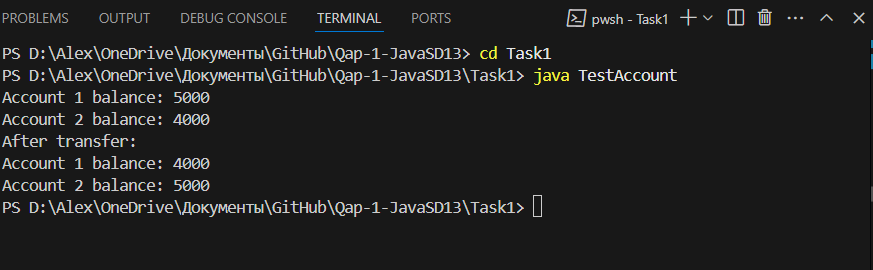 PROBLEMS OUTPUT DEBUG CONSOLE TERMINAL PORTS pwsh - Task1
PS D:\Alex\OneDrive\Документы\GitHub\Qap-1-JavaSD13> cd Task1
PS D:\Alex\OneDrive\Документы\GitHub\Qap-1-JavaSD13\Task1> java TestAccount
Account 1 balance: 5000
Account 2 balance: 4000
After transfer:
Account 1 balance: 4000
Account 2 balance: 5000
PS D:\Alex\OneDrive\Документы\GitHub\Qap-1-JavaSD13\Task1>